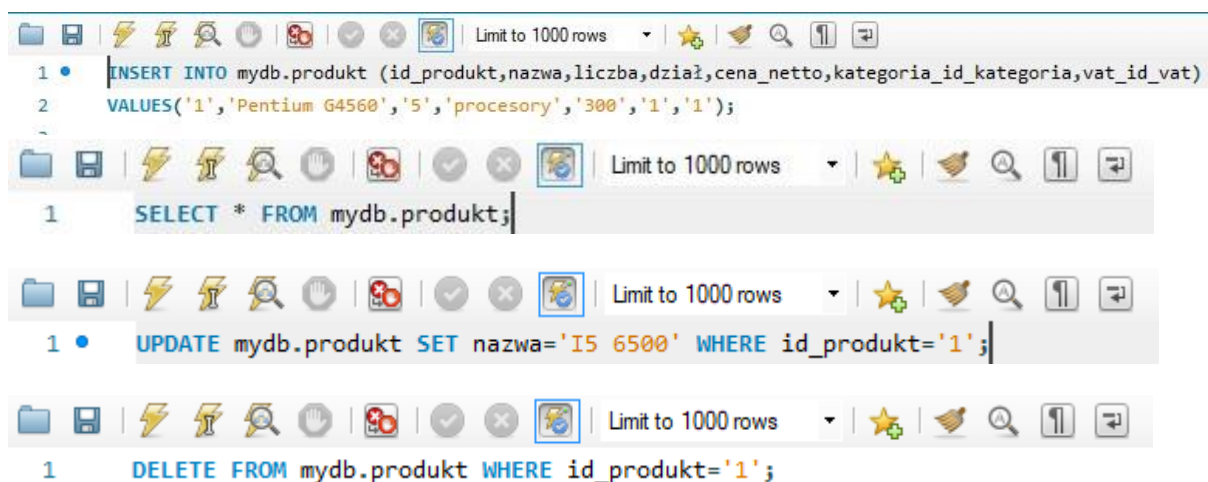 Limit to 1000 rows
1 INSERT INTO mydb.produkt (id_produkt,nazwa,liczba,dział,cena_netto,kategoria_id_kategoria,vat_id_vat)
2 VALUES('1','Pentium G4560','5','procesory','300','1','1');
Limit to 1000 rows
1 SELECT * FROM mydb.produkt;
Limit to 1000 rows
1 UPDATE mydb.produkt SET nazwa='I5 6500' WHERE id_produkt='1';
Limit to 1000 rows
1 DELETE FROM mydb.produkt WHERE id_produkt='1';